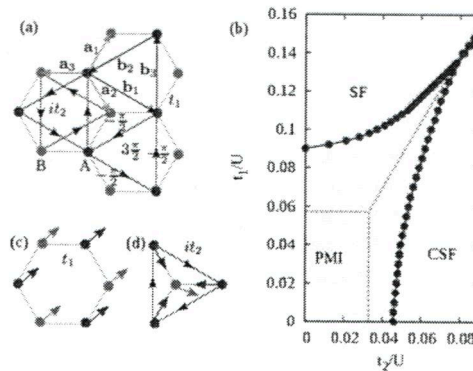 (a)
a₁
a₃
b₂
b₃
a₂
b₁
t₁
it₂
-π/2
3π/2
-π/2
-π/2
B
A
(c)
t₁
(d)
it₂
(b)
0.16
0.14
0.12
0.1
0.08
0.06
0.04
0.02
0
t₁/U
SF
PMI
CSF
0 0.02 0.04 0.06 0.08
t₂/U